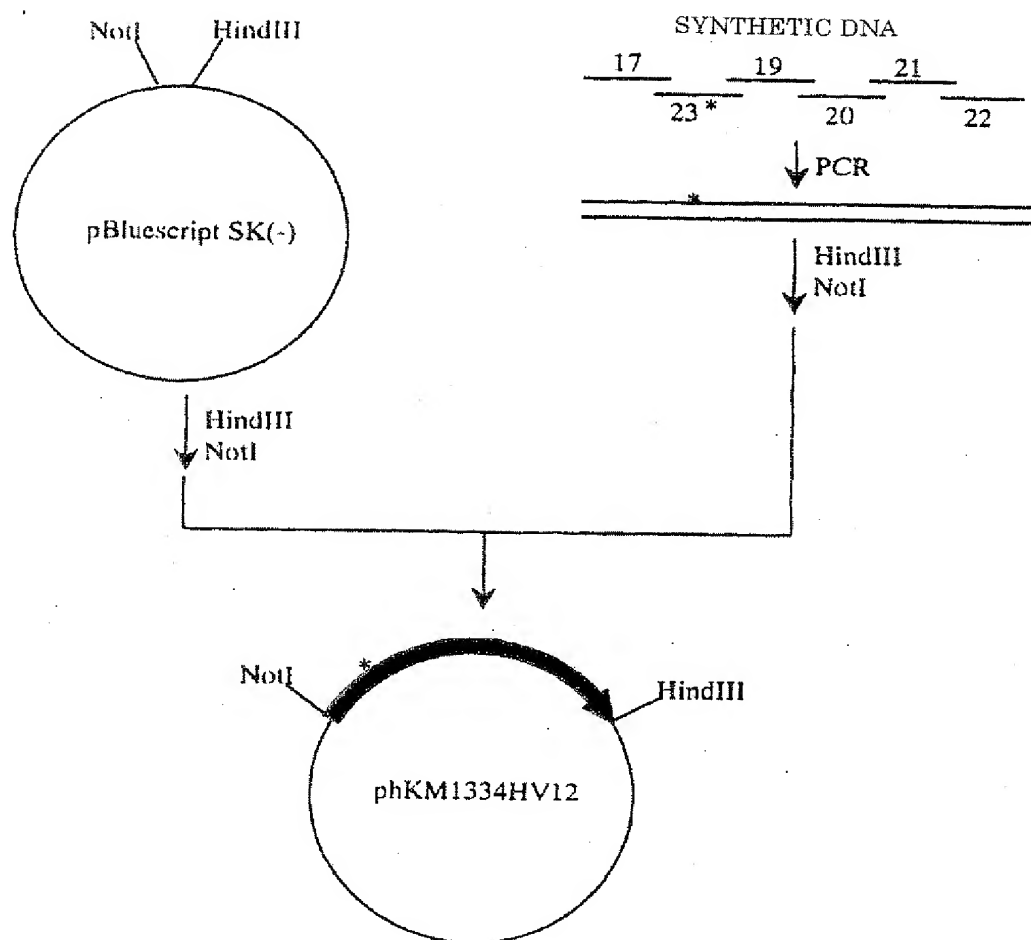 NotI HindIII
pBluescript SK(-)
HindIII
NotI
SYNTHETIC DNA
17 19 21
23 * 20 22
PCR
*
HindIII
NotI
NotI * HindIII
phKM1334HV12